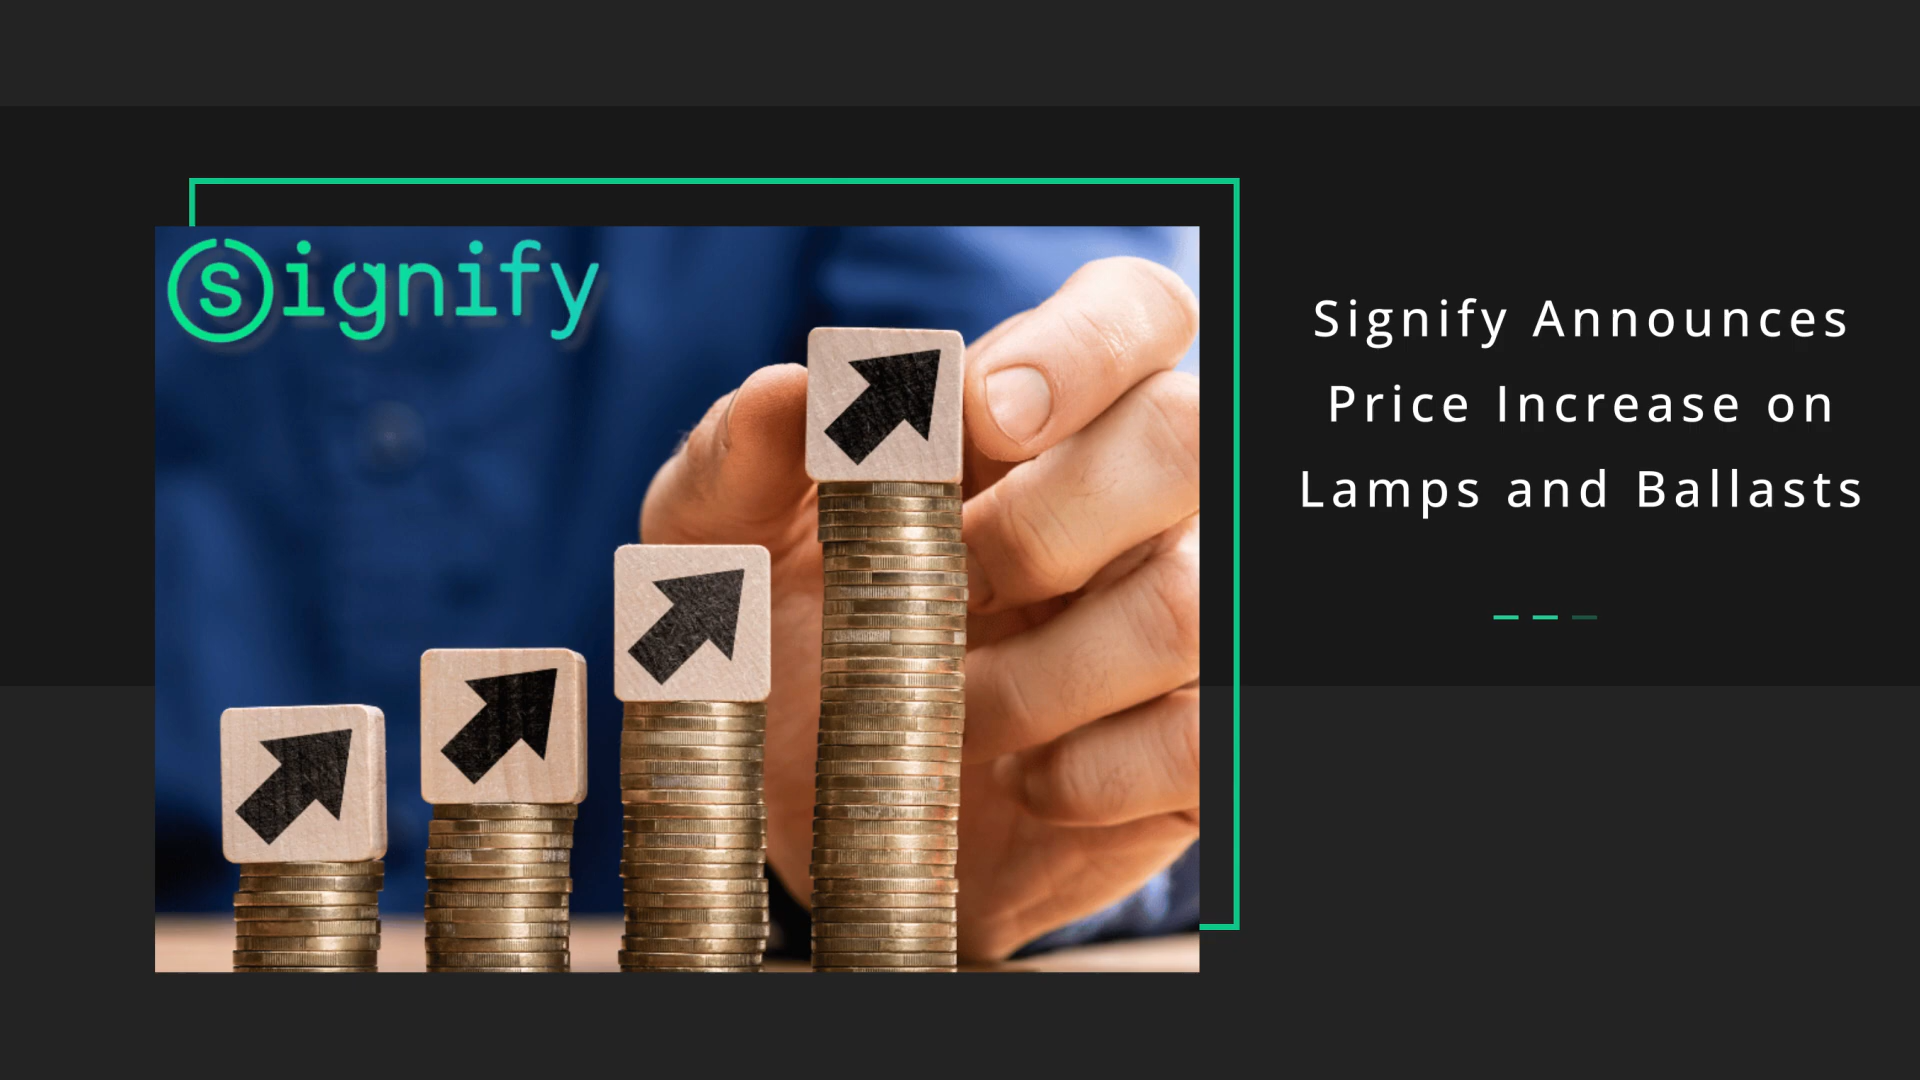 signify
Signify Announces
Price Increase on
Lamps and Ballasts